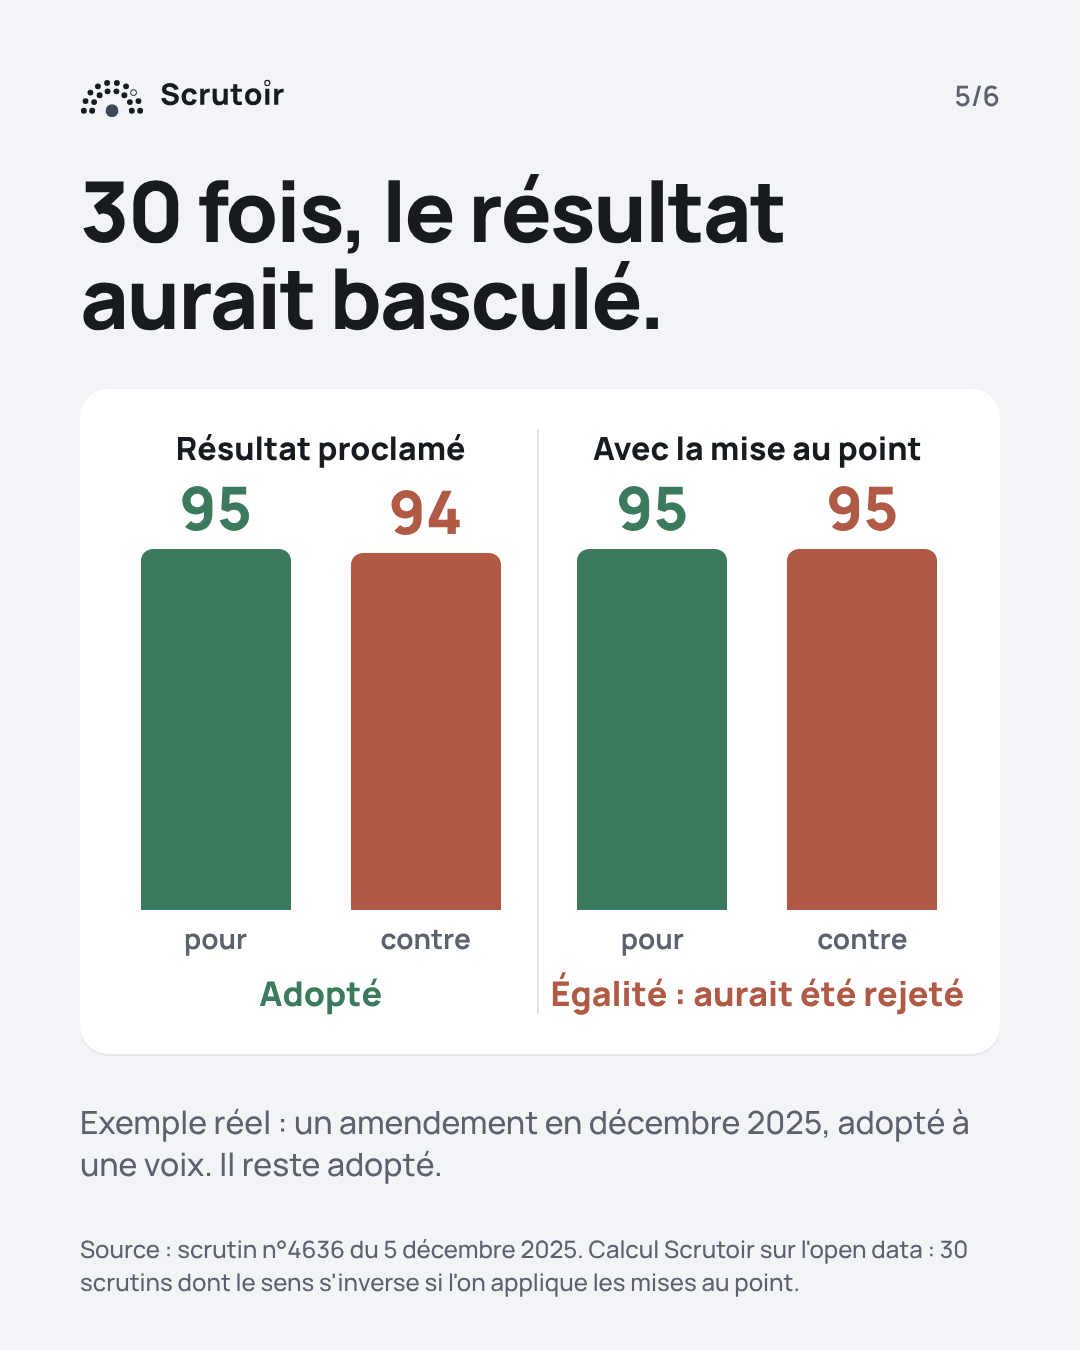 Scrutoir
5/6
30 fois, le résultat
aurait basculé.
Résultat proclamé
Avec la mise au point
95
94
95
95
pour
contre
pour
contre
Adopté
Égalité : aurait été rejeté
Exemple réel : un amendement en décembre 2025, adopté à
une voix. Il reste adopté.
Source : scrutin n°4636 du 5 décembre 2025. Calcul Scrutoir sur l'open data : 30
scrutins dont le sens s'inverse si l'on applique les mises au point.